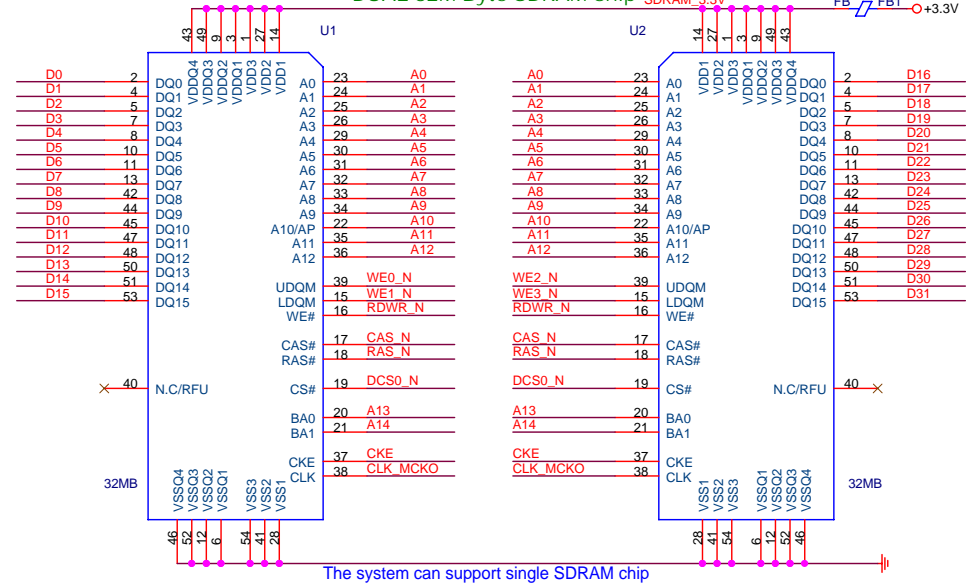 SDRAM_3.3V
FB FB1 +3.3V
U1 U2
43 49 9 3 1 27 14
14 27 1 3 9 49 43
VDDQ4 VDDQ3 VDDQ2 VDDQ1 VDD3 VDD2 VDD1
VDD1 VDD2 VDD3 VDDQ1 VDDQ2 VDDQ3 VDDQ4
D0 2 DQ0 A0 23 A0 A0 23 A0 DQ0 2 D16
D1 4 DQ1 A1 24 A1 A1 24 A1 DQ1 4 D17
D2 5 DQ2 A2 25 A2 A2 25 A2 DQ2 5 D18
D3 7 DQ3 A3 26 A3 A3 26 A3 DQ3 7 D19
D4 8 DQ4 A4 29 A4 A4 29 A4 DQ4 8 D20
D5 10 DQ5 A5 30 A5 A5 30 A5 DQ5 10 D21
D6 11 DQ6 A6 31 A6 A6 31 A6 DQ6 11 D22
D7 13 DQ7 A7 32 A7 A7 32 A7 DQ7 13 D23
D8 42 DQ8 A8 33 A8 A8 33 A8 DQ8 42 D24
D9 44 DQ9 A9 34 A9 A9 34 A9 DQ9 44 D25
D10 45 DQ10 A10/AP 22 A10 A10 22 A10/AP DQ10 45 D26
D11 47 DQ11 A11 35 A11 A11 35 A11 DQ11 47 D27
D12 48 DQ12 A12 36 A12 A12 36 A12 DQ12 48 D28
D13 50 DQ13 DQ13 50 D29
D14 51 DQ14 UDQM 39 WE0_N WE2_N 39 UDQM DQ14 51 D30
D15 53 DQ15 LDQM 15 WE1_N WE3_N 15 LDQM DQ15 53 D31
WE# 16 RDWR_N RDWR_N 16 WE#
CAS# 17 CAS_N CAS_N 17 CAS#
RAS# 18 RAS_N RAS_N 18 RAS#
40 N.C/RFU CS# 19 DCS0_N DCS0_N 19 CS# N.C/RFU 40
BA0 20 A13 A13 20 BA0
BA1 21 A14 A14 21 BA1
CKE 37 CKE CKE 37 CKE
CLK 38 CLK_MCKO CLK_MCKO 38 CLK
32MB 32MB
VSSQ4 VSSQ3 VSSQ2 VSSQ1 VSS3 VSS2 VSS1
VSS1 VSS2 VSS3 VSSQ1 VSSQ2 VSSQ3 VSSQ4
46 52 12 6 54 41 28
28 41 54 6 12 52 46
The system can support single SDRAM chip